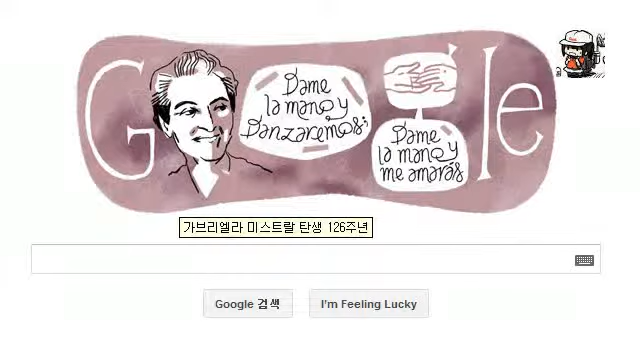 G
Dame
la mano y
Danzaremos;
Dame
la mano y
me amarás
le
가브리엘라 미스트랄 탄생 126주년
Google 검색
I'm Feeling Lucky